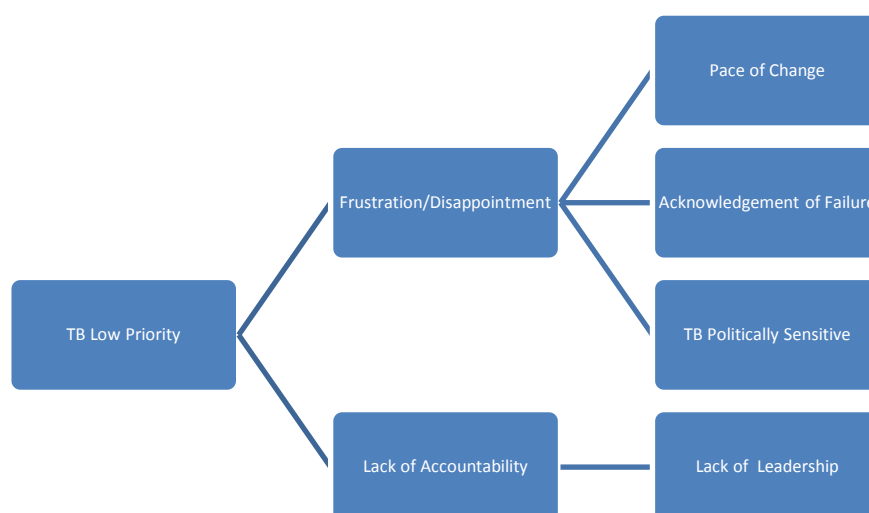 Pace of Change
Frustration/Disappointment
Acknowledgement of Failure
TB Low Priority
TB Politically Sensitive
Lack of Accountability
Lack of Leadership